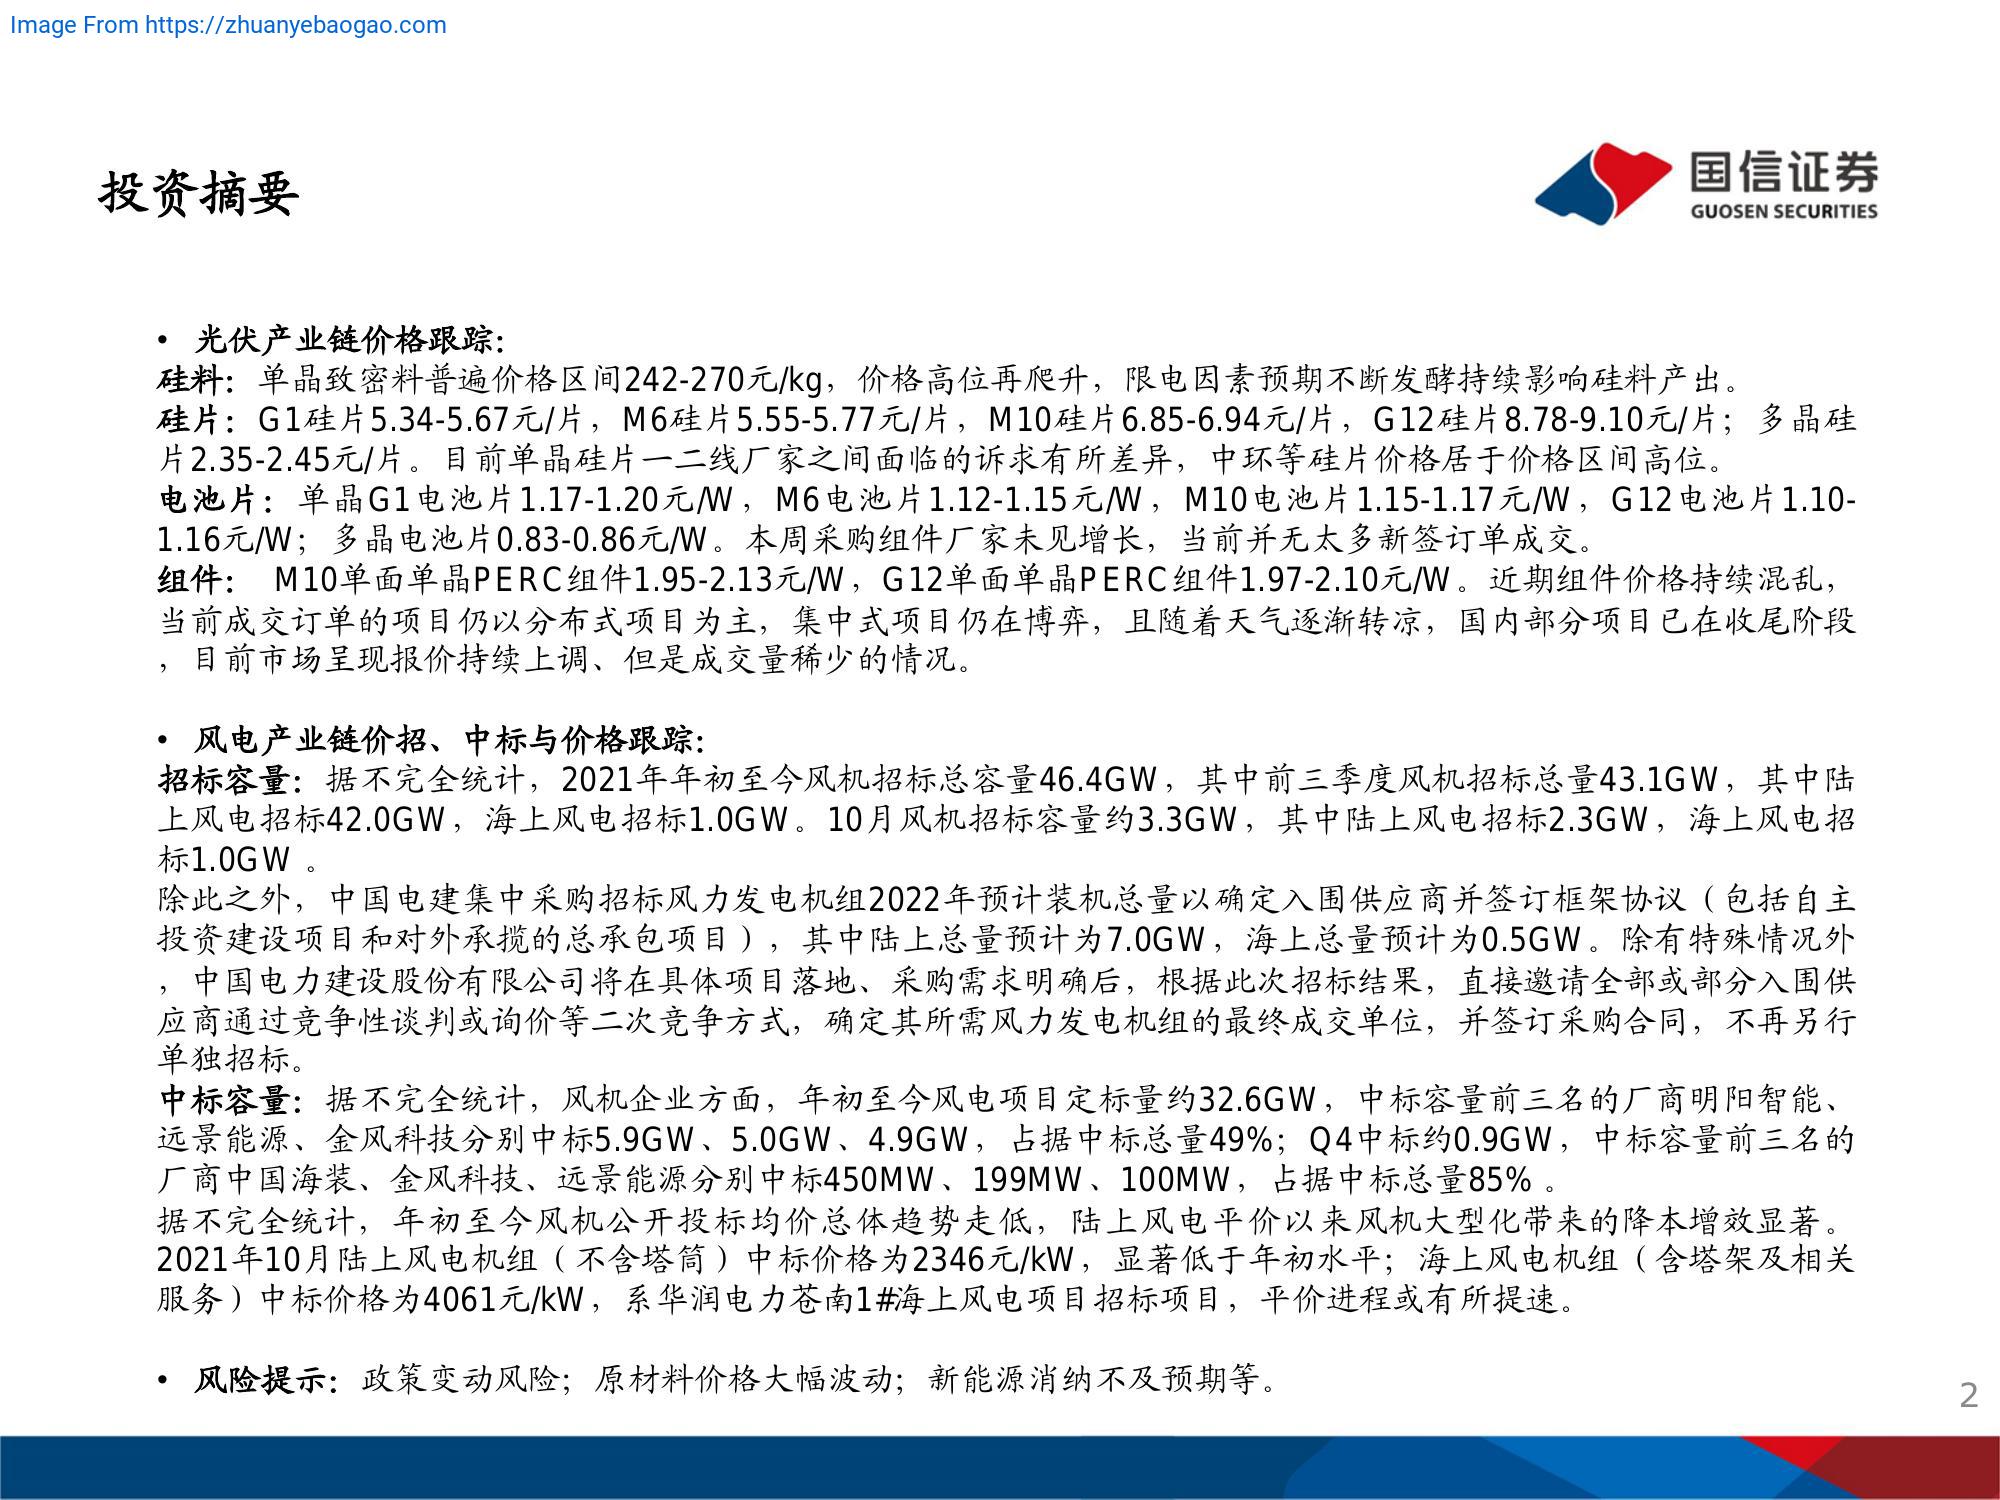 Image From https://zhuanyebaogao.com
国信证券
GUOSEN SECURITIES
投资摘要
• 光伏产业链价格跟踪：
硅料：单晶致密料普遍价格区间242-270元/kg，价格高位再爬升，限电因素预期不断发酵持续影响硅料产出。
硅片：G1硅片5.34-5.67元/片，M6硅片5.55-5.77元/片，M10硅片6.85-6.94元/片，G12硅片8.78-9.10元/片；多晶硅
片2.35-2.45元/片。目前单晶硅片一二线厂家之间面临的诉求有所差异，中环等硅片价格居于价格区间高位。
电池片：单晶G1电池片1.17-1.20元/W，M6电池片1.12-1.15元/W，M10电池片1.15-1.17元/W，G12电池片1.10-
1.16元/W；多晶电池片0.83-0.86元/W。本周采购组件厂家未见增长，当前并无太多新签订单成交。
组件： M10单面单晶PERC组件1.95-2.13元/W，G12单面单晶PERC组件1.97-2.10元/W。近期组件价格持续混乱，
当前成交订单的项目仍以分布式项目为主，集中式项目仍在博弈，且随着天气逐渐转凉，国内部分项目已在收尾阶段
，目前市场呈现报价持续上调、但是成交量稀少的情况。
• 风电产业链价招、中标与价格跟踪：
招标容量：据不完全统计，2021年年初至今风机招标总容量46.4GW，其中前三季度风机招标总量43.1GW，其中陆
上风电招标42.0GW，海上风电招标1.0GW。10月风机招标容量约3.3GW，其中陆上风电招标2.3GW，海上风电招
标1.0GW 。
除此之外，中国电建集中采购招标风力发电机组2022年预计装机总量以确定入围供应商并签订框架协议（包括自主
投资建设项目和对外承揽的总承包项目），其中陆上总量预计为7.0GW，海上总量预计为0.5GW。除有特殊情况外
，中国电力建设股份有限公司将在具体项目落地、采购需求明确后，根据此次招标结果，直接邀请全部或部分入围供
应商通过竞争性谈判或询价等二次竞争方式，确定其所需风力发电机组的最终成交单位，并签订采购合同，不再另行
单独招标。
中标容量：据不完全统计，风机企业方面，年初至今风电项目定标量约32.6GW，中标容量前三名的厂商明阳智能、
远景能源、金风科技分别中标5.9GW、5.0GW、4.9GW，占据中标总量49%；Q4中标约0.9GW，中标容量前三名的
厂商中国海装、金风科技、远景能源分别中标450MW、199MW、100MW，占据中标总量85% 。
据不完全统计，年初至今风机公开投标均价总体趋势走低，陆上风电平价以来风机大型化带来的降本增效显著。
2021年10月陆上风电机组（不含塔筒）中标价格为2346元/kW，显著低于年初水平；海上风电机组（含塔架及相关
服务）中标价格为4061元/kW，系华润电力苍南1#海上风电项目招标项目，平价进程或有所提速。
• 风险提示：政策变动风险；原材料价格大幅波动；新能源消纳不及预期等。
2